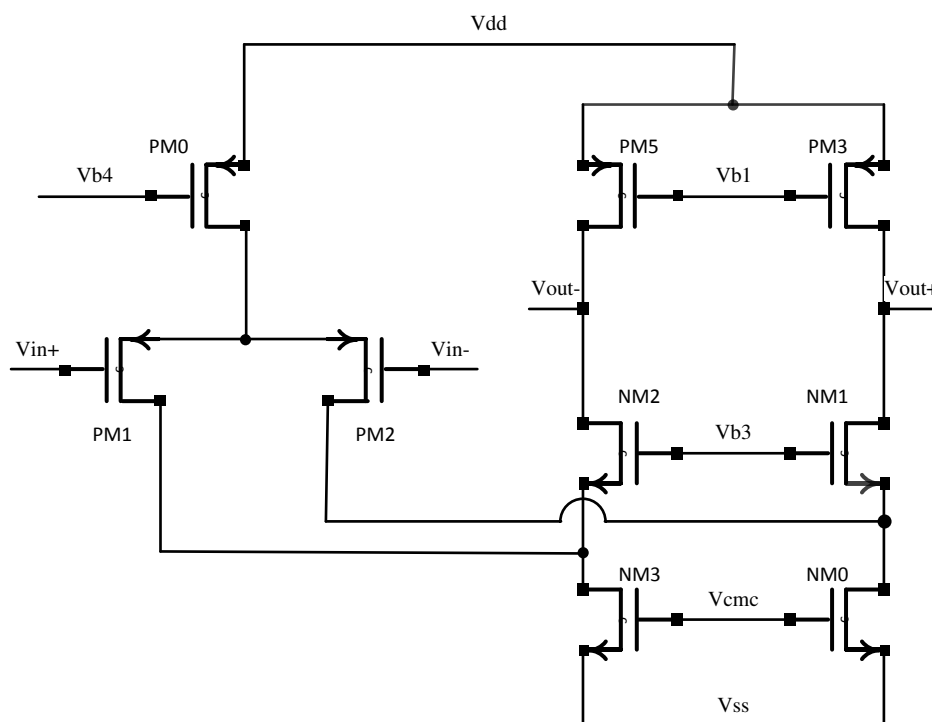 Vdd
PM0
PM5
PM3
Vb4
Vb1
Vout-
Vout+
Vin+
Vin-
PM1
PM2
NM2
NM1
Vb3
NM3
NM0
Vcmc
Vss